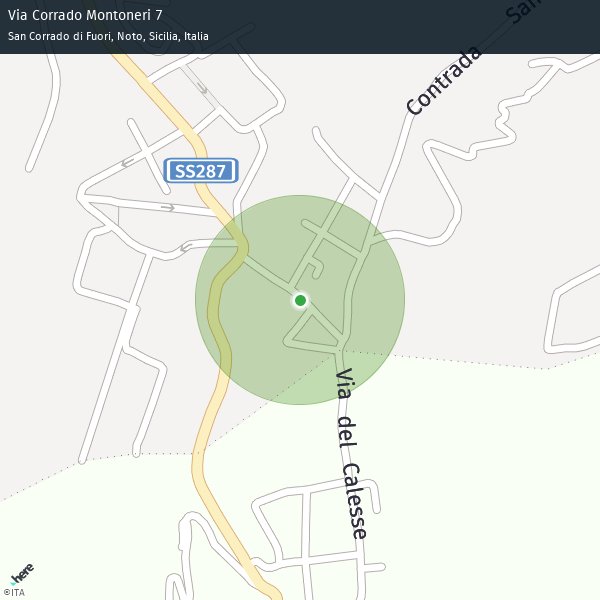 Via Corrado Montoneri 7
San Corrado di Fuori, Noto, Sicilia, Italia
Contrada San
SS287
Via del Calesse
here
©ITA